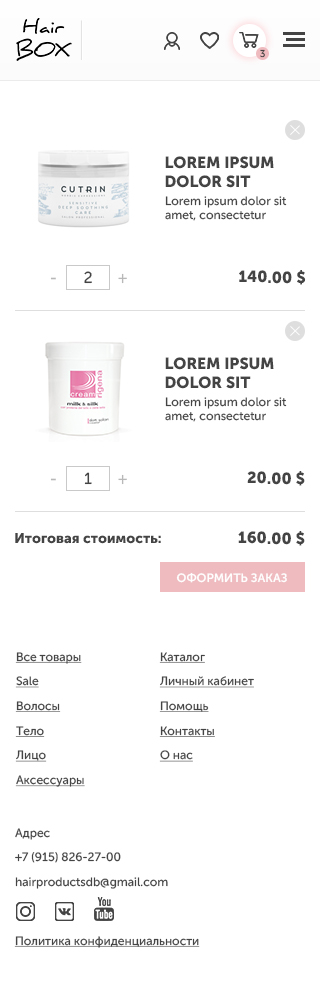 Hair
BOX
3
CUTRIN
SENSITIVE
DEEP-SOOTHING
CARE
LOREM IPSUM
DOLOR SIT
Lorem ipsum dolor sit
amet, consectetur
- 2 +
140.00 $
cream
rigena
milk & silk
LOREM IPSUM
DOLOR SIT
Lorem ipsum dolor sit
amet, consectetur
- 1 +
20.00 $
Итоговая стоимость:
160.00 $
ОФОРМИТЬ ЗАКАЗ
Все товары
Sale
Волосы
Тело
Лицо
Аксессуары
Каталог
Личный кабинет
Помощь
Контакты
О нас
Адрес
+7 (915) 826-27-00
hairproductsdb@gmail.com
You
Tube
Политика конфиденциальности